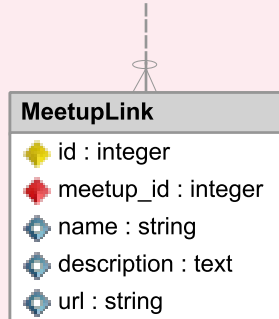 MeetupLink
id : integer
meetup_id : integer
name : string
description : text
url : string